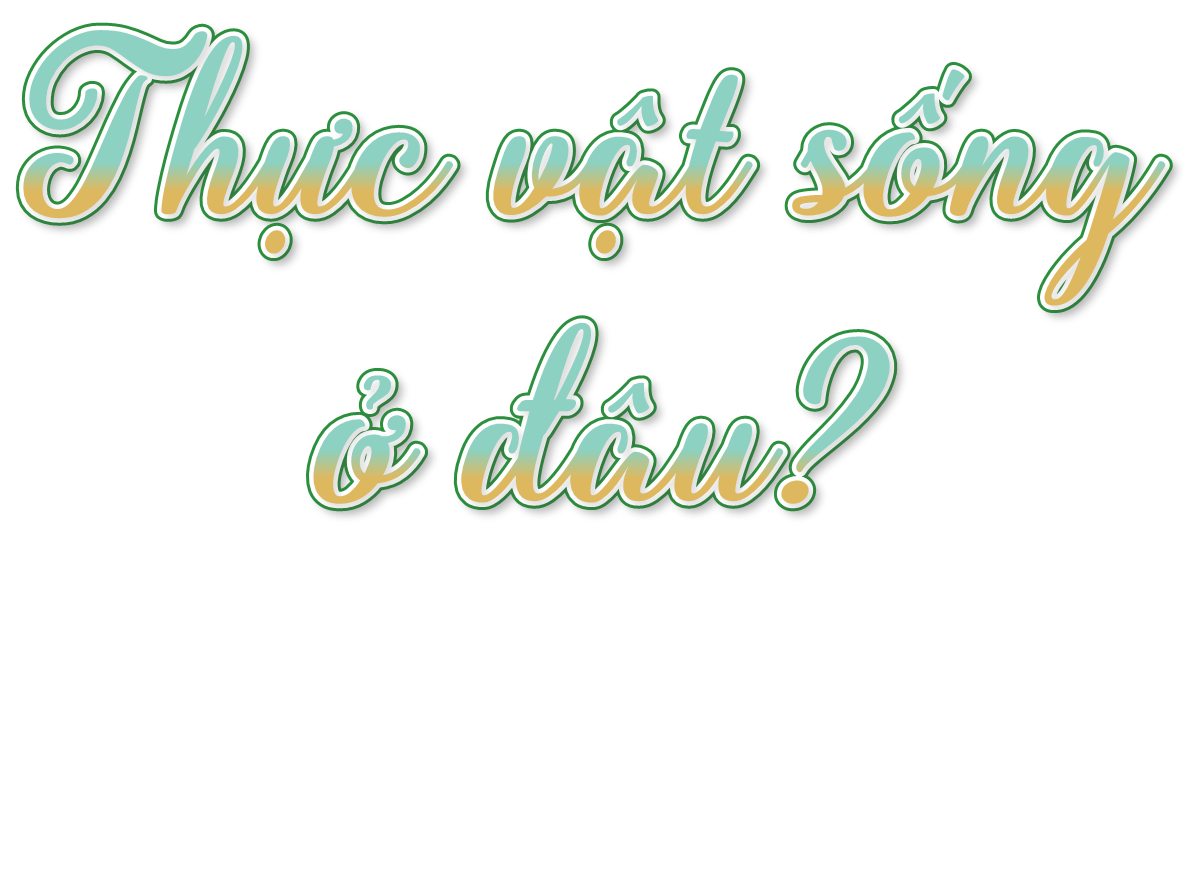 Thực vật sống
ở đâu?